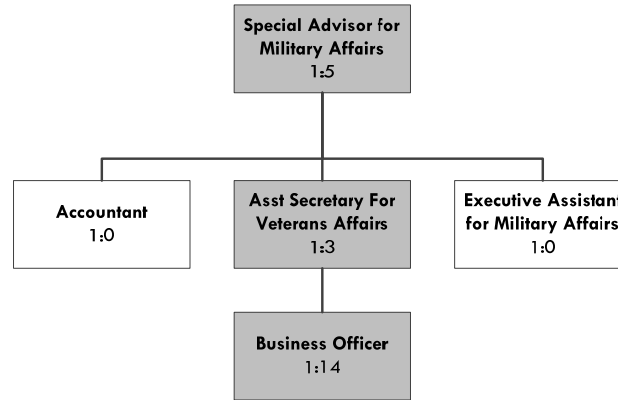 Special Advisor for
Military Affairs
1:5
Accountant
1:0
Asst Secretary For
Veterans Affairs
1:3
Executive Assistant
for Military Affairs
1:0
Business Officer
1:14